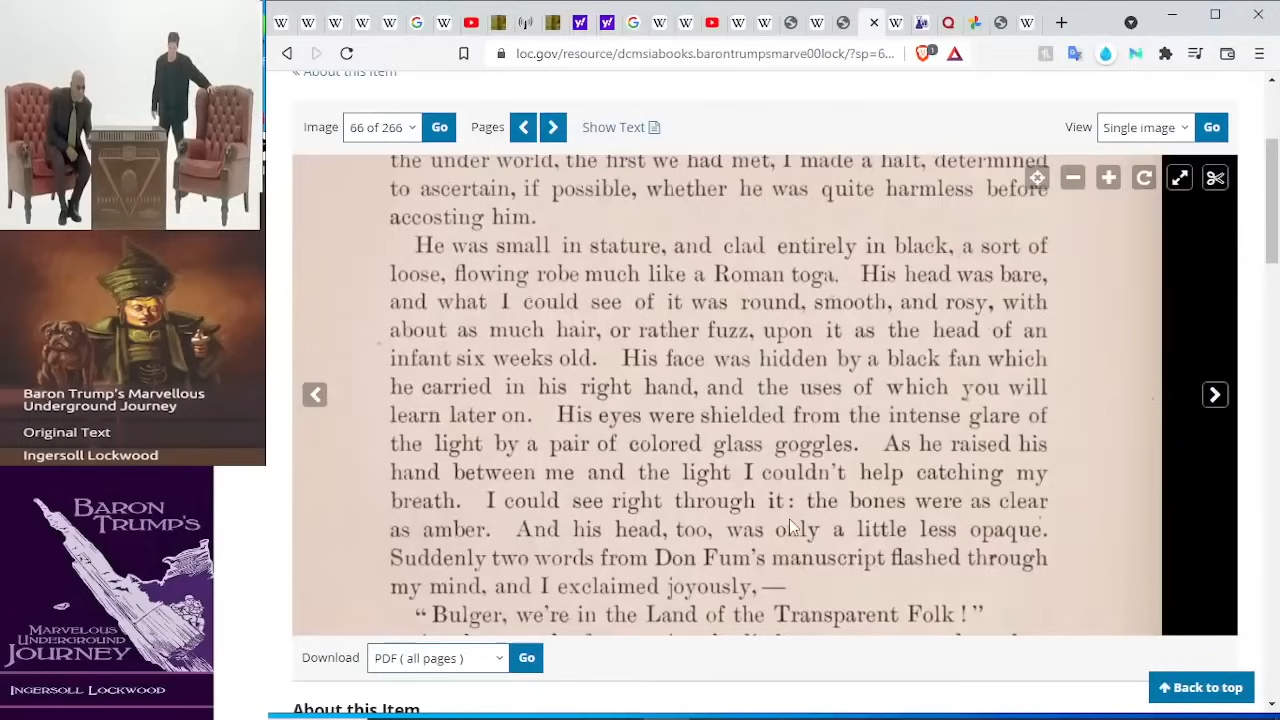 loc.gov/resource/dcmsiabooks.barontrumpsmarve00lock/?sp=6...
« About this Item
Image 66 of 266 Go Pages Show Text View Single image Go
the under world, the first we had met, I made a halt, determined
to ascertain, if possible, whether he was quite harmless before
accosting him.
He was small in stature, and clad entirely in black, a sort of
loose, flowing robe much like a Roman toga. His head was bare,
and what I could see of it was round, smooth, and rosy, with
about as much hair, or rather fuzz, upon it as the head of an
infant six weeks old. His face was hidden by a black fan which
he carried in his right hand, and the uses of which you will
learn later on. His eyes were shielded from the intense glare of
the light by a pair of colored glass goggles. As he raised his
hand between me and the light I couldn't help catching my
breath. I could see right through it: the bones were as clear
as amber. And his head, too, was only a little less opaque.
Suddenly two words from Don Fum's manuscript flashed through
my mind, and I exclaimed joyously, —
“ Bulger, we're in the Land of the Transparent Folk ! ”
Download PDF ( all pages ) Go
Back to top
About this Item
Baron Trump's Marvellous
Underground Journey
Original Text
Ingersoll Lockwood
BARON
TRUMP'S
MARVELOUS
UNDERGROUND
JOURNEY
INGERSOLL LOCKWOOD